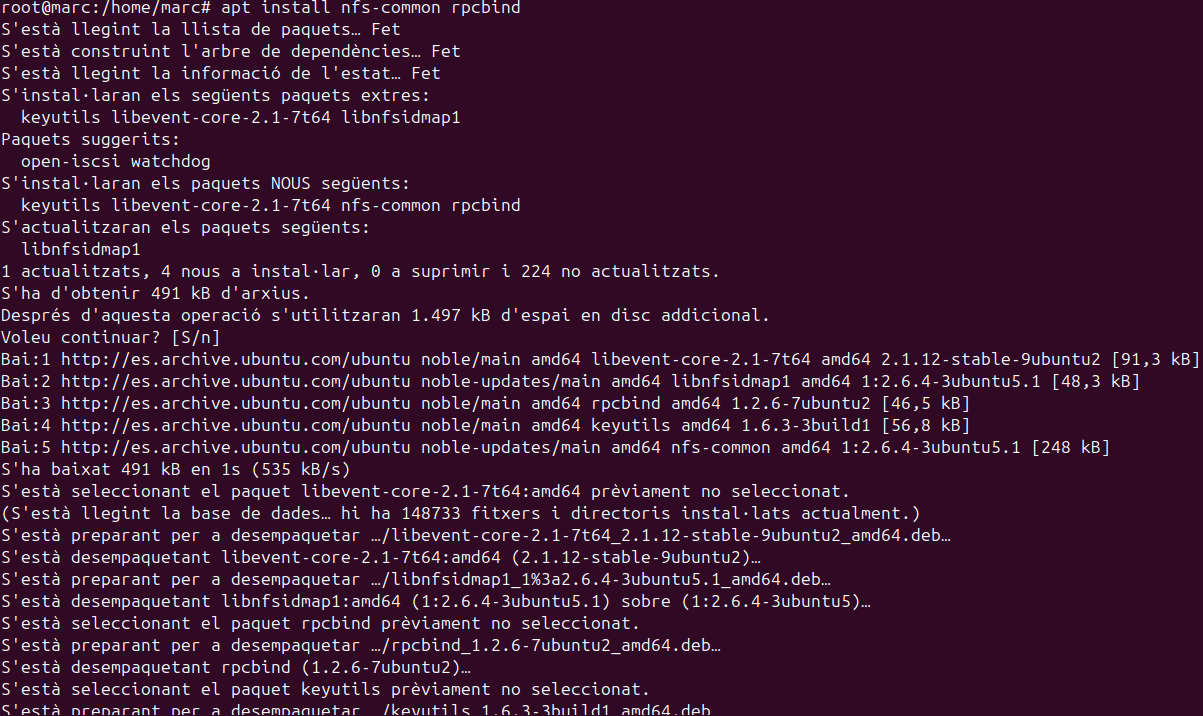 root@marc:/home/marc# apt install nfs-common rpcbind
S'està llegint la llista de paquets… Fet
S'està construint l'arbre de dependències… Fet
S'està llegint la informació de l'estat… Fet
S'instal·laran els següents paquets extres:
  keyutils libevent-core-2.1-7t64 libnfsidmap1
Paquets suggerits:
  open-iscsi watchdog
S'instal·laran els paquets NOUS següents:
  keyutils libevent-core-2.1-7t64 nfs-common rpcbind
S'actualitzaran els paquets següents:
  libnfsidmap1
1 actualitzats, 4 nous a instal·lar, 0 a suprimir i 224 no actualitzats.
S'ha d'obtenir 491 kB d'arxius.
Després d'aquesta operació s'utilitzaran 1.497 kB d'espai en disc addicional.
Voleu continuar? [S/n]
Bai:1 http://es.archive.ubuntu.com/ubuntu noble/main amd64 libevent-core-2.1-7t64 amd64 2.1.12-stable-9ubuntu2 [91,3 kB]
Bai:2 http://es.archive.ubuntu.com/ubuntu noble-updates/main amd64 libnfsidmap1 amd64 1:2.6.4-3ubuntu5.1 [48,3 kB]
Bai:3 http://es.archive.ubuntu.com/ubuntu noble/main amd64 rpcbind amd64 1.2.6-7ubuntu2 [46,5 kB]
Bai:4 http://es.archive.ubuntu.com/ubuntu noble/main amd64 keyutils amd64 1.6.3-3build1 [56,8 kB]
Bai:5 http://es.archive.ubuntu.com/ubuntu noble-updates/main amd64 nfs-common amd64 1:2.6.4-3ubuntu5.1 [248 kB]
S'ha baixat 491 kB en 1s (535 kB/s)
S'està seleccionant el paquet libevent-core-2.1-7t64:amd64 prèviament no seleccionat.
(S'està llegint la base de dades… hi ha 148733 fitxers i directoris instal·lats actualment.)
S'està preparant per a desempaquetar …/libevent-core-2.1-7t64_2.1.12-stable-9ubuntu2_amd64.deb…
S'està desempaquetant libevent-core-2.1-7t64:amd64 (2.1.12-stable-9ubuntu2)…
S'està preparant per a desempaquetar …/libnfsidmap1_1%3a2.6.4-3ubuntu5.1_amd64.deb…
S'està desempaquetant libnfsidmap1:amd64 (1:2.6.4-3ubuntu5.1) sobre (1:2.6.4-3ubuntu5)…
S'està seleccionant el paquet rpcbind prèviament no seleccionat.
S'està preparant per a desempaquetar …/rpcbind_1.2.6-7ubuntu2_amd64.deb…
S'està desempaquetant rpcbind (1.2.6-7ubuntu2)…
S'està seleccionant el paquet keyutils prèviament no seleccionat.
S'està preparant per a desempaquetar …/keyutils_1.6.3-3build1_amd64.deb…